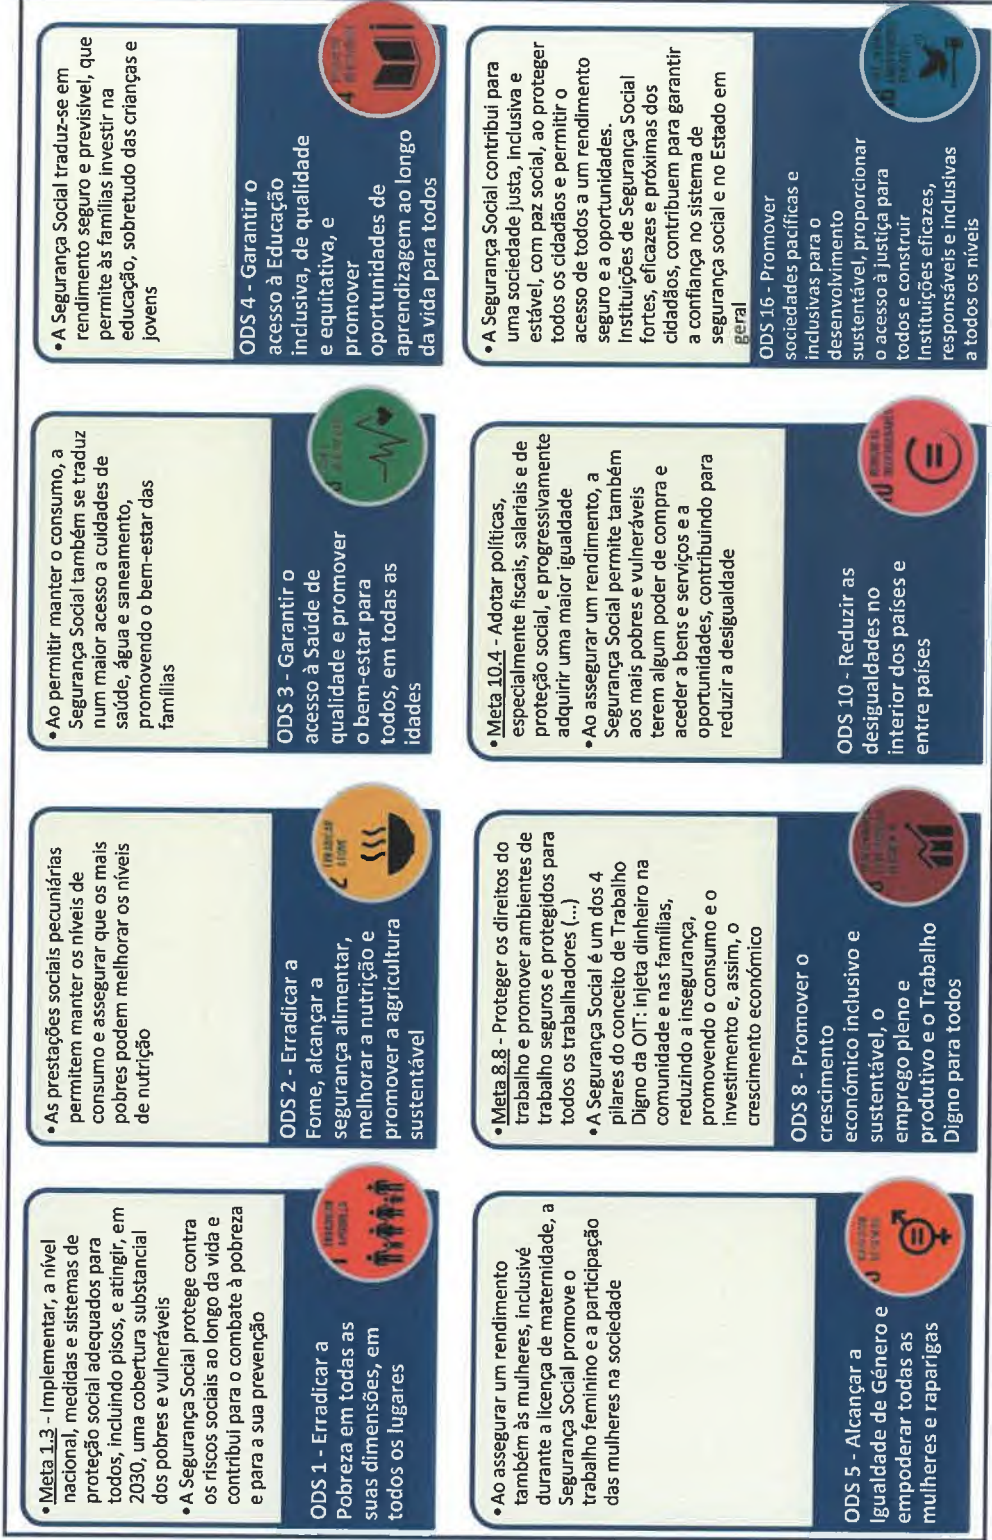 • Meta 1.3 - Implementar, a nível
nacional, medidas e sistemas de
proteção social adequados para
todos, incluindo pisos, e atingir, em
2030, uma cobertura substancial
dos pobres e vulneráveis
• A Segurança Social protege contra
os riscos sociais ao longo da vida e
contribui para o combate à pobreza
e para a sua prevenção
ODS 1 - Erradicar a
Pobreza em todas as
suas dimensões, em
todos os lugares
1 ERRADICAR
A POBREZA
• As prestações sociais pecuniárias
permitem manter os níveis de
consumo e assegurar que os mais
pobres podem melhorar os níveis
de nutrição
ODS 2 - Erradicar a
Fome, alcançar a
segurança alimentar,
melhorar a nutrição e
promover a agricultura
sustentável
2 ERRADICAR
A FOME
• Ao permitir manter o consumo, a
Segurança Social também se traduz
num maior acesso a cuidados de
saúde, água e saneamento,
promovendo o bem-estar das
famílias
ODS 3 - Garantir o
acesso à Saúde de
qualidade e promover
o bem-estar para
todos, em todas as
idades
• A Segurança Social traduz-se em
rendimento seguro e previsível, que
permite às famílias investir na
educação, sobretudo das crianças e
jovens
ODS 4 - Garantir o
acesso à Educação
inclusiva, de qualidade
e equitativa, e
promover
oportunidades de
aprendizagem ao longo
da vida para todos
4
• Ao assegurar um rendimento
também às mulheres, inclusivé
durante a licença de maternidade, a
Segurança Social promove o
trabalho feminino e a participação
das mulheres na sociedade
ODS 5 - Alcançar a
Igualdade de Género e
empoderar todas as
mulheres e raparigas
• Meta 8.8 - Proteger os direitos do
trabalho e promover ambientes de
trabalho seguros e protegidos para
todos os trabalhadores (...)
• A Segurança Social é um dos 4
pilares do conceito de Trabalho
Digno da OIT: injeta dinheiro na
comunidade e nas famílias,
reduzindo a insegurança,
promovendo o consumo e o
investimento e, assim, o
crescimento económico
ODS 8 - Promover o
crescimento
económico inclusivo e
sustentável, o
emprego pleno e
produtivo e o Trabalho
Digno para todos
8
• Meta 10.4 - Adotar políticas,
especialmente fiscais, salariais e de
proteção social, e progressivamente
adquirir uma maior igualdade
• Ao assegurar um rendimento, a
Segurança Social permite também
aos mais pobres e vulneráveis
terem algum poder de compra e
aceder a bens e serviços e a
oportunidades, contribuindo para
reduzir a desigualdade
ODS 10 - Reduzir as
desigualdades no
interior dos países e
entre países
10 REDUZIR AS
DESIGUALDADES
• A Segurança Social contribui para
uma sociedade justa, inclusiva e
estável, com paz social, ao proteger
todos os cidadãos e permitir o
acesso de todos a um rendimento
seguro e a oportunidades.
Instituições de Segurança Social
fortes, eficazes e próximas dos
cidadãos, contribuem para garantir
a confiança no sistema de
segurança social e no Estado em
geral
ODS 16 - Promover
sociedades pacíficas e
inclusivas para o
desenvolvimento
sustentável, proporcionar
o acesso à justiça para
todos e construir
Instituições eficazes,
responsáveis e inclusivas
a todos os níveis
16